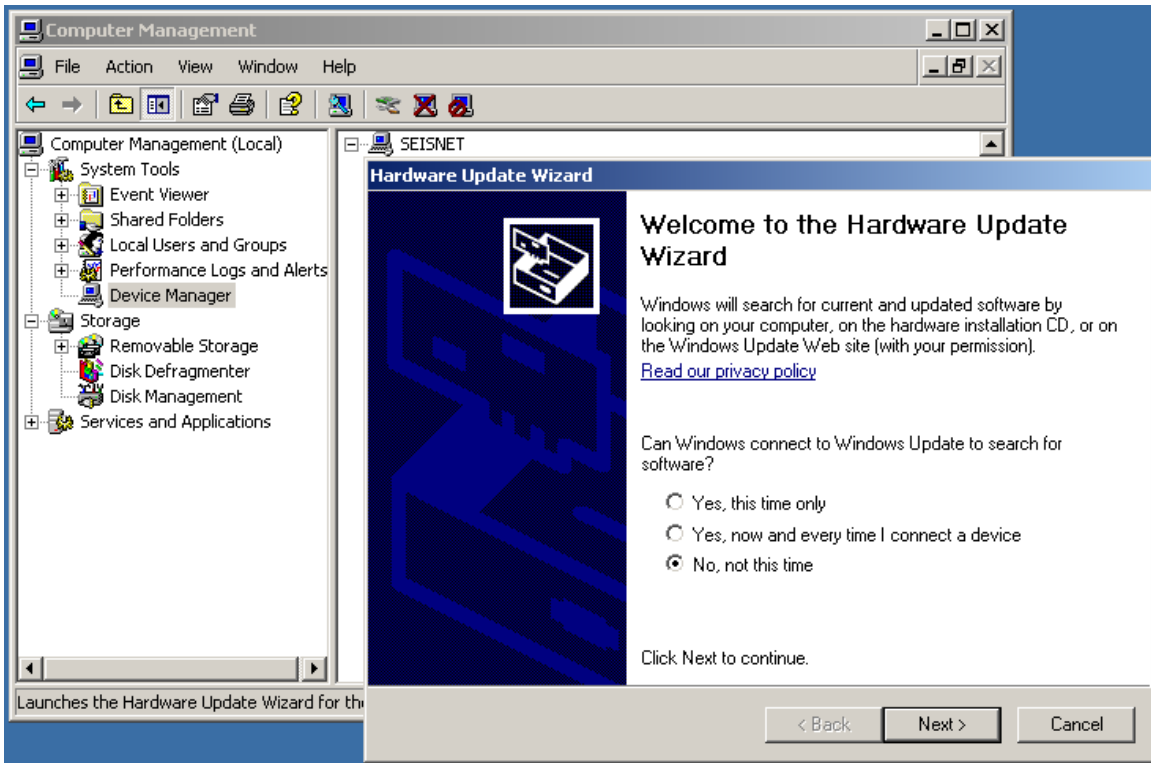 Computer Management
File Action View Window Help
Computer Management (Local)
System Tools
Event Viewer
Shared Folders
Local Users and Groups
Performance Logs and Alerts
Device Manager
Storage
Removable Storage
Disk Defragmenter
Disk Management
Services and Applications
Launches the Hardware Update Wizard for
SEISNET
Hardware Update Wizard
Welcome to the Hardware Update
Wizard
Windows will search for current and updated software by
looking on your computer, on the hardware installation CD, or on
the Windows Update Web site (with your permission).
Read our privacy policy
Can Windows connect to Windows Update to search for
software?
Yes, this time only
Yes, now and every time I connect a device
No, not this time
Click Next to continue.
< Back Next > Cancel